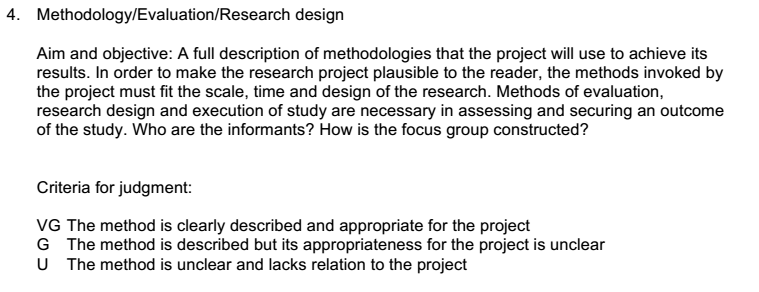 4. Methodology/Evaluation/Research design
Aim and objective: A full description of methodologies that the project will use to achieve its
results. In order to make the research project plausible to the reader, the methods invoked by
the project must fit the scale, time and design of the research. Methods of evaluation,
research design and execution of study are necessary in assessing and securing an outcome
of the study. Who are the informants? How is the focus group constructed?
Criteria for judgment:
VG The method is clearly described and appropriate for the project
G The method is described but its appropriateness for the project is unclear
U The method is unclear and lacks relation to the project